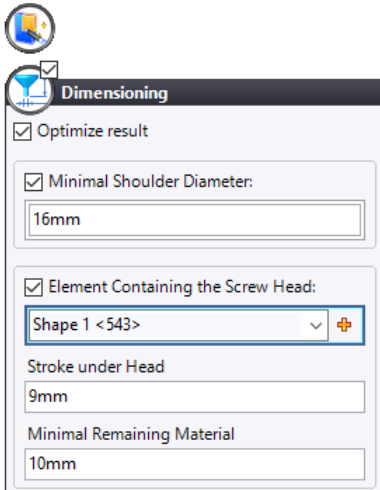 Dimensioning
Optimize result
Minimal Shoulder Diameter:
16mm
Element Containing the Screw Head:
Shape 1 <543>
Stroke under Head
9mm
Minimal Remaining Material
10mm